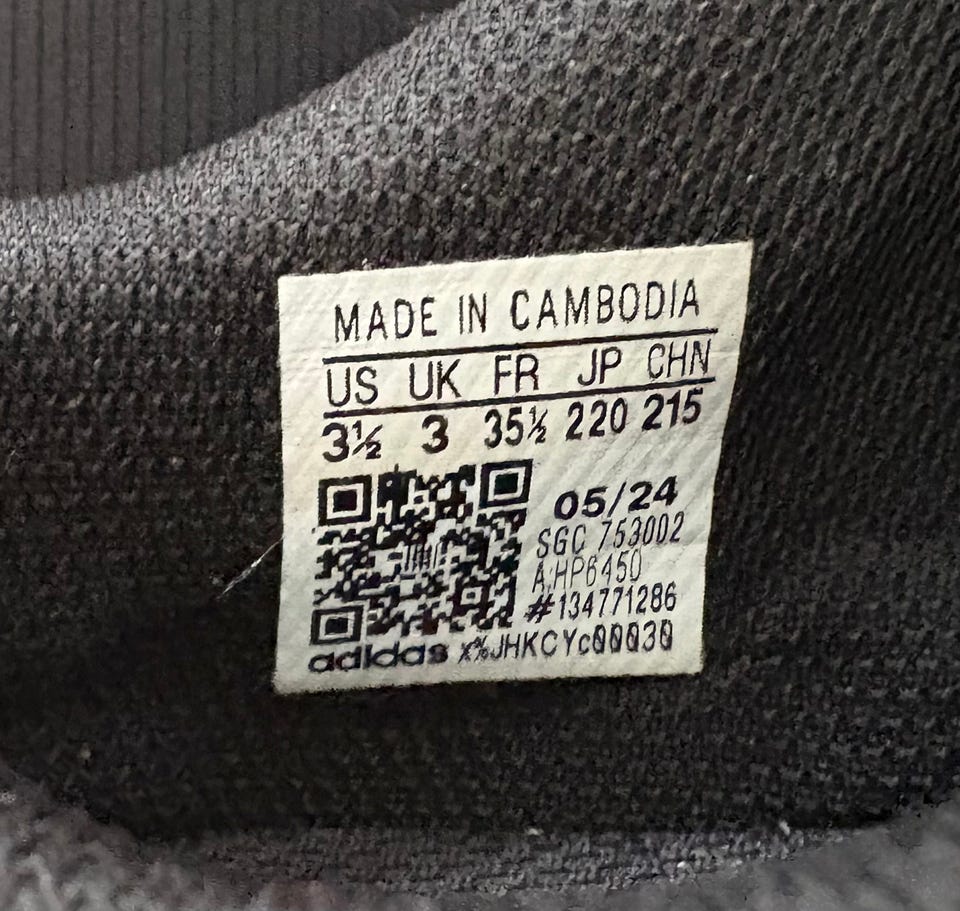 MADE IN CAMBODIA
US UK FR JP CHN
3½ 3 35½ 220 215
05/24
SGC 753002
A:HP6450
#134771286
adidas x%JHKCYc00030